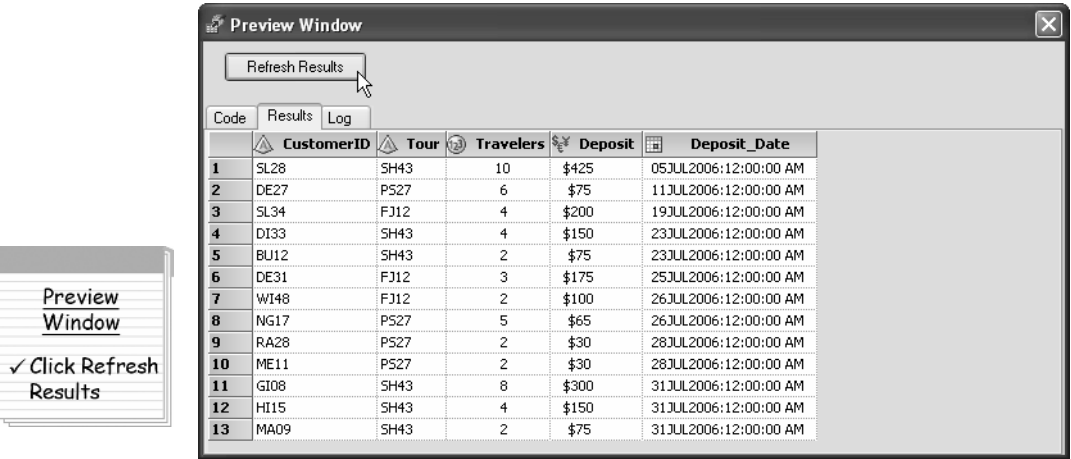 Preview Window
Refresh Results
Code Results Log
CustomerID Tour 123 Travelers $€¥ Deposit Deposit_Date
1 SL28 SH43 10 $425 05JUL2006:12:00:00 AM
2 DE27 PS27 6 $75 11JUL2006:12:00:00 AM
3 SL34 FJ12 4 $200 19JUL2006:12:00:00 AM
4 DI33 SH43 4 $150 23JUL2006:12:00:00 AM
5 BU12 SH43 2 $75 23JUL2006:12:00:00 AM
6 DE31 FJ12 3 $175 25JUL2006:12:00:00 AM
7 WI48 FJ12 2 $100 26JUL2006:12:00:00 AM
8 NG17 PS27 5 $65 26JUL2006:12:00:00 AM
9 RA28 PS27 2 $30 28JUL2006:12:00:00 AM
10 ME11 PS27 2 $30 28JUL2006:12:00:00 AM
11 GI08 SH43 8 $300 31JUL2006:12:00:00 AM
12 HI15 SH43 4 $150 31JUL2006:12:00:00 AM
13 MA09 SH43 2 $75 31JUL2006:12:00:00 AM
Preview
Window
✓ Click Refresh
Results